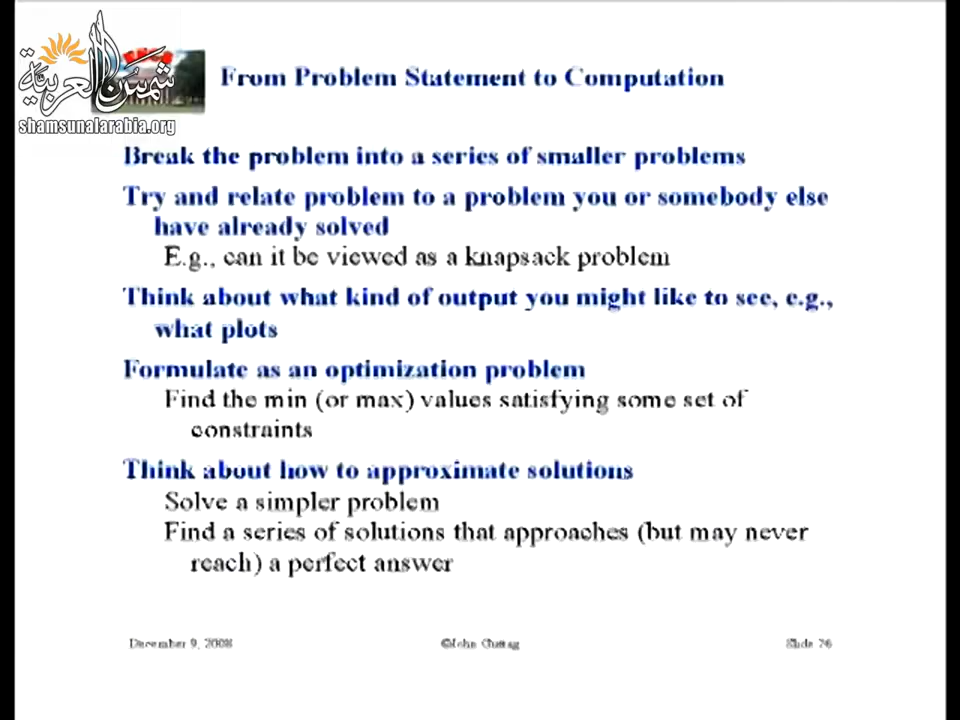 شمس العربية
shamsunalarabia.org
From Problem Statement to Computation
Break the problem into a series of smaller problems
Try and relate problem to a problem you or somebody else
have already solved
E.g., can it be viewed as a knapsack problem
Think about what kind of output you might like to see, e.g.,
what plots
Formulate as an optimization problem
Find the min (or max) values satisfying some set of
constraints
Think about how to approximate solutions
Solve a simpler problem
Find a series of solutions that approaches (but may never
reach) a perfect answer
December 9, 2008
©John Guttag
Slide 26